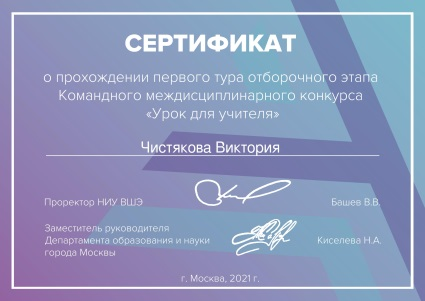 СЕРТИФИКАТ
о прохождении первого тура отборочного этапа
Командного междисциплинарного конкурса
«Урок для учителя»
Чистякова Виктория
Проректор НИУ ВШЭ
Башев В.В.
Заместитель руководителя
Департамента образования и науки
города Москвы
Киселева Н.А.
г. Москва, 2021 г.